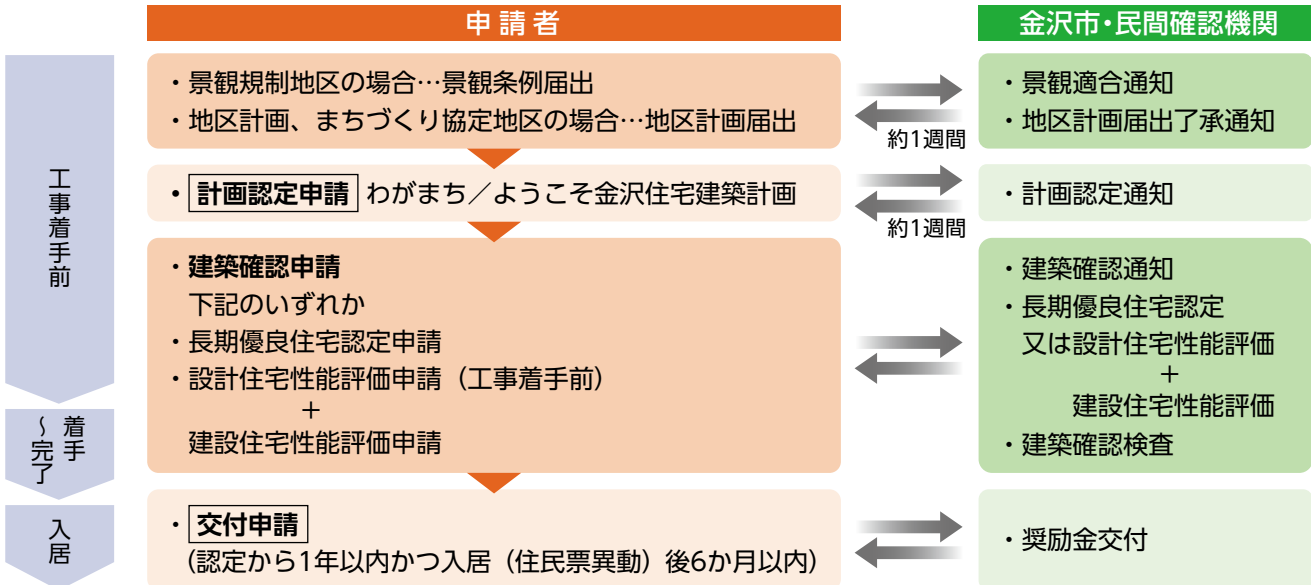 申請者
金沢市・民間確認機関
工事着手前
・景観規制地区の場合…景観条例届出
・地区計画、まちづくり協定地区の場合…地区計画届出
約1週間
・景観適合通知
・地区計画届出了承通知
・計画認定申請 わがまち／ようこそ金沢住宅建築計画
約1週間
・計画認定通知
・建築確認申請
下記のいずれか
・長期優良住宅認定申請
・設計住宅性能評価申請（工事着手前）
＋
建設住宅性能評価申請
・建築確認通知
・長期優良住宅認定
又は設計住宅性能評価
＋
建設住宅性能評価
・建築確認検査
着手
～完了
入居
・交付申請
（認定から1年以内かつ入居（住民票異動）後6か月以内）
・奨励金交付